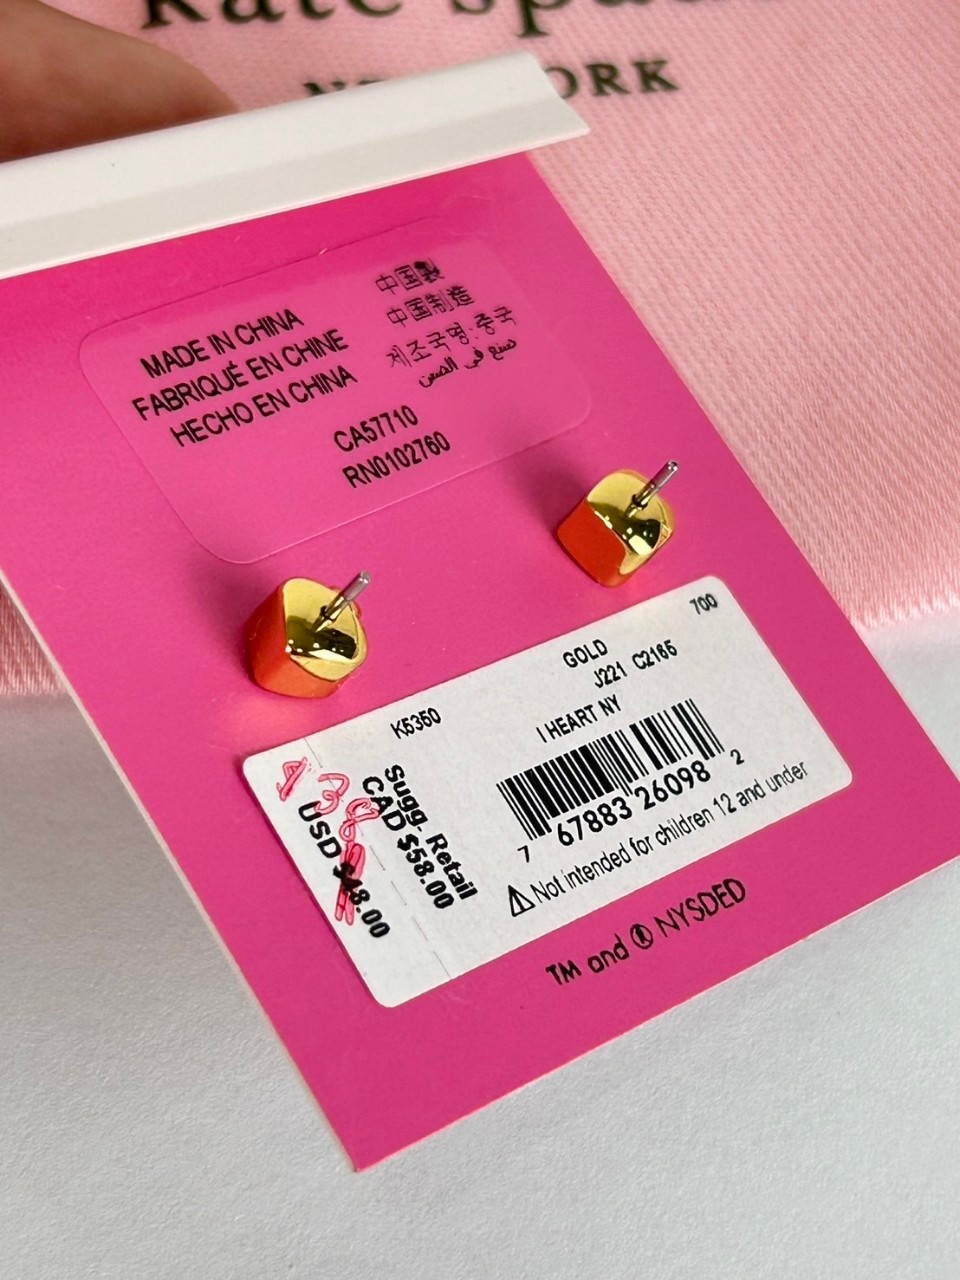 kate spade
YORK
MADE IN CHINA
FABRIQUÉ EN CHINE
HECHO EN CHINA
中国製
中国制造
제조국명:중국
صنع في الصين
CA57710
RN0102760
700
GOLD
J221 C2165
K5350
I HEART NY
7 67883 26098 2
⚠ Not intended for children 12 and under
Sugg. Retail
CAD $58.00
USD $48.00
TM and NYSDED